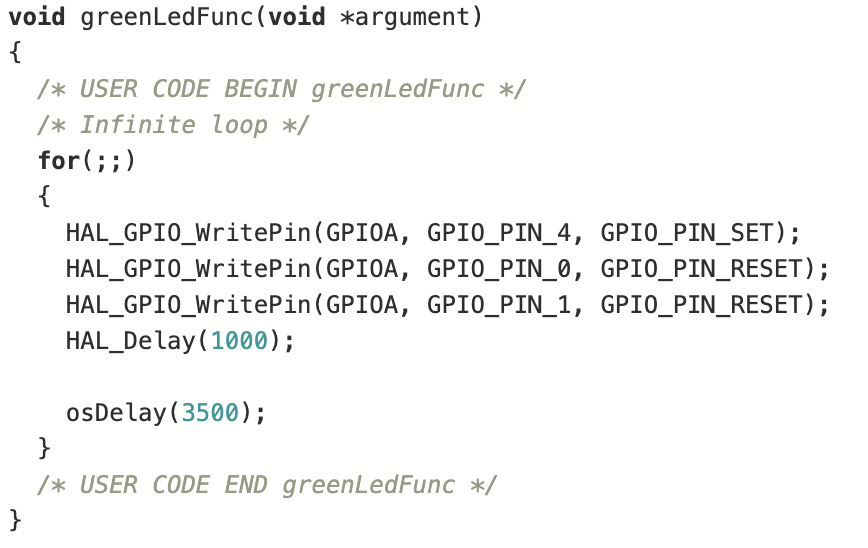 void greenLedFunc(void *argument)
{
  /* USER CODE BEGIN greenLedFunc */
  /* Infinite loop */
  for(;;)
  {
    HAL_GPIO_WritePin(GPIOA, GPIO_PIN_4, GPIO_PIN_SET);
    HAL_GPIO_WritePin(GPIOA, GPIO_PIN_0, GPIO_PIN_RESET);
    HAL_GPIO_WritePin(GPIOA, GPIO_PIN_1, GPIO_PIN_RESET);
    HAL_Delay(1000);

    osDelay(3500);
  }
  /* USER CODE END greenLedFunc */
}